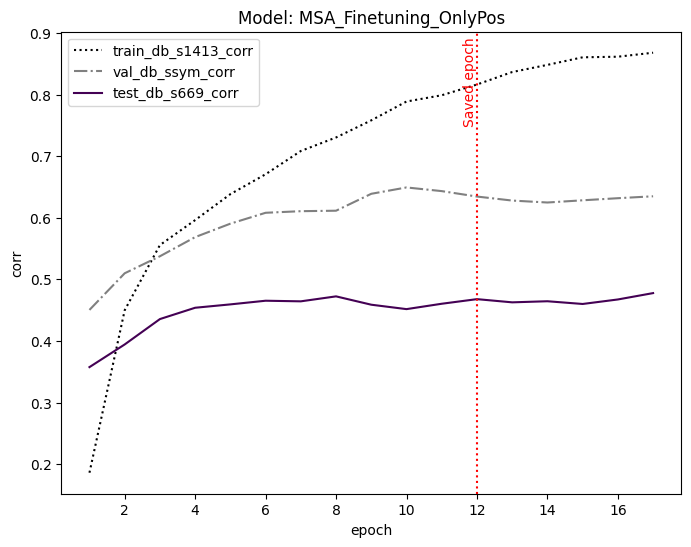 Model: MSA_Finetuning_OnlyPos
train_db_s1413_corr
val_db_ssym_corr
test_db_s669_corr
Saved epoch
corr
0.9
0.8
0.7
0.6
0.5
0.4
0.3
0.2
2 4 6 8 10 12 14 16
epoch